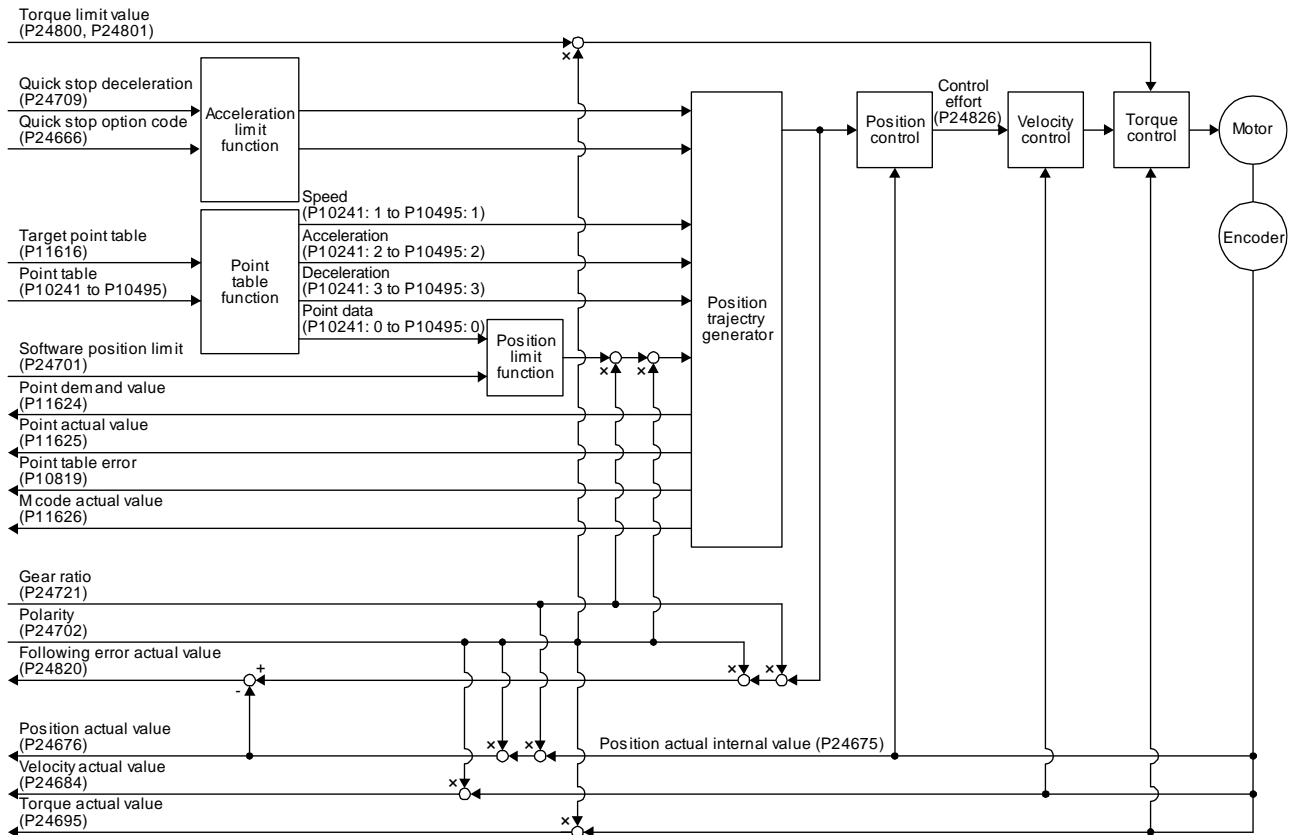 Torque limit value
(P24800, P24801)
×
Quick stop deceleration
(P24709)
Quick stop option code
(P24666)
Acceleration
limit
function
Control
effort
(P24826)
Position
control
Velocity
control
Torque
control
Motor
Encoder
Speed
(P10241: 1 to P10495: 1)
Target point table
(P11616)
Point table
(P10241 to P10495)
Point
table
function
Acceleration
(P10241: 2 to P10495: 2)
Deceleration
(P10241: 3 to P10495: 3)
Point data
(P10241: 0 to P10495: 0)
Position
trajectry
generator
Software position limit
(P24701)
Position
limit
function
×
×
Point demand value
(P11624)
Point actual value
(P11625)
Point table error
(P10819)
M code actual value
(P11626)
Gear ratio
(P24721)
Polarity
(P24702)
Following error actual value
(P24820)
+
-
×
×
Position actual value
(P24676)
×
×
Position actual internal value (P24675)
Velocity actual value
(P24684)
×
Torque actual value
(P24695)
×